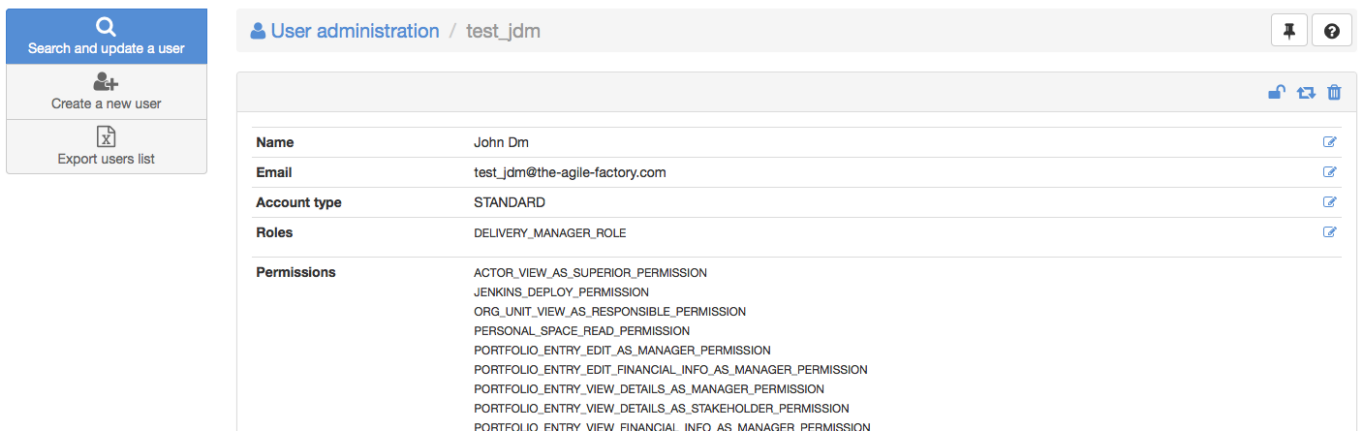 Search and update a user
Create a new user
Export users list
User administration / test_jdm
Name John Dm
Email test_jdm@the-agile-factory.com
Account type STANDARD
Roles DELIVERY_MANAGER_ROLE
Permissions ACTOR_VIEW_AS_SUPERIOR_PERMISSION
JENKINS_DEPLOY_PERMISSION
ORG_UNIT_VIEW_AS_RESPONSIBLE_PERMISSION
PERSONAL_SPACE_READ_PERMISSION
PORTFOLIO_ENTRY_EDIT_AS_MANAGER_PERMISSION
PORTFOLIO_ENTRY_EDIT_FINANCIAL_INFO_AS_MANAGER_PERMISSION
PORTFOLIO_ENTRY_VIEW_DETAILS_AS_MANAGER_PERMISSION
PORTFOLIO_ENTRY_VIEW_DETAILS_AS_STAKEHOLDER_PERMISSION
PORTFOLIO_ENTRY_VIEW_FINANCIAL_INFO_AS_MANAGER_PERMISSION